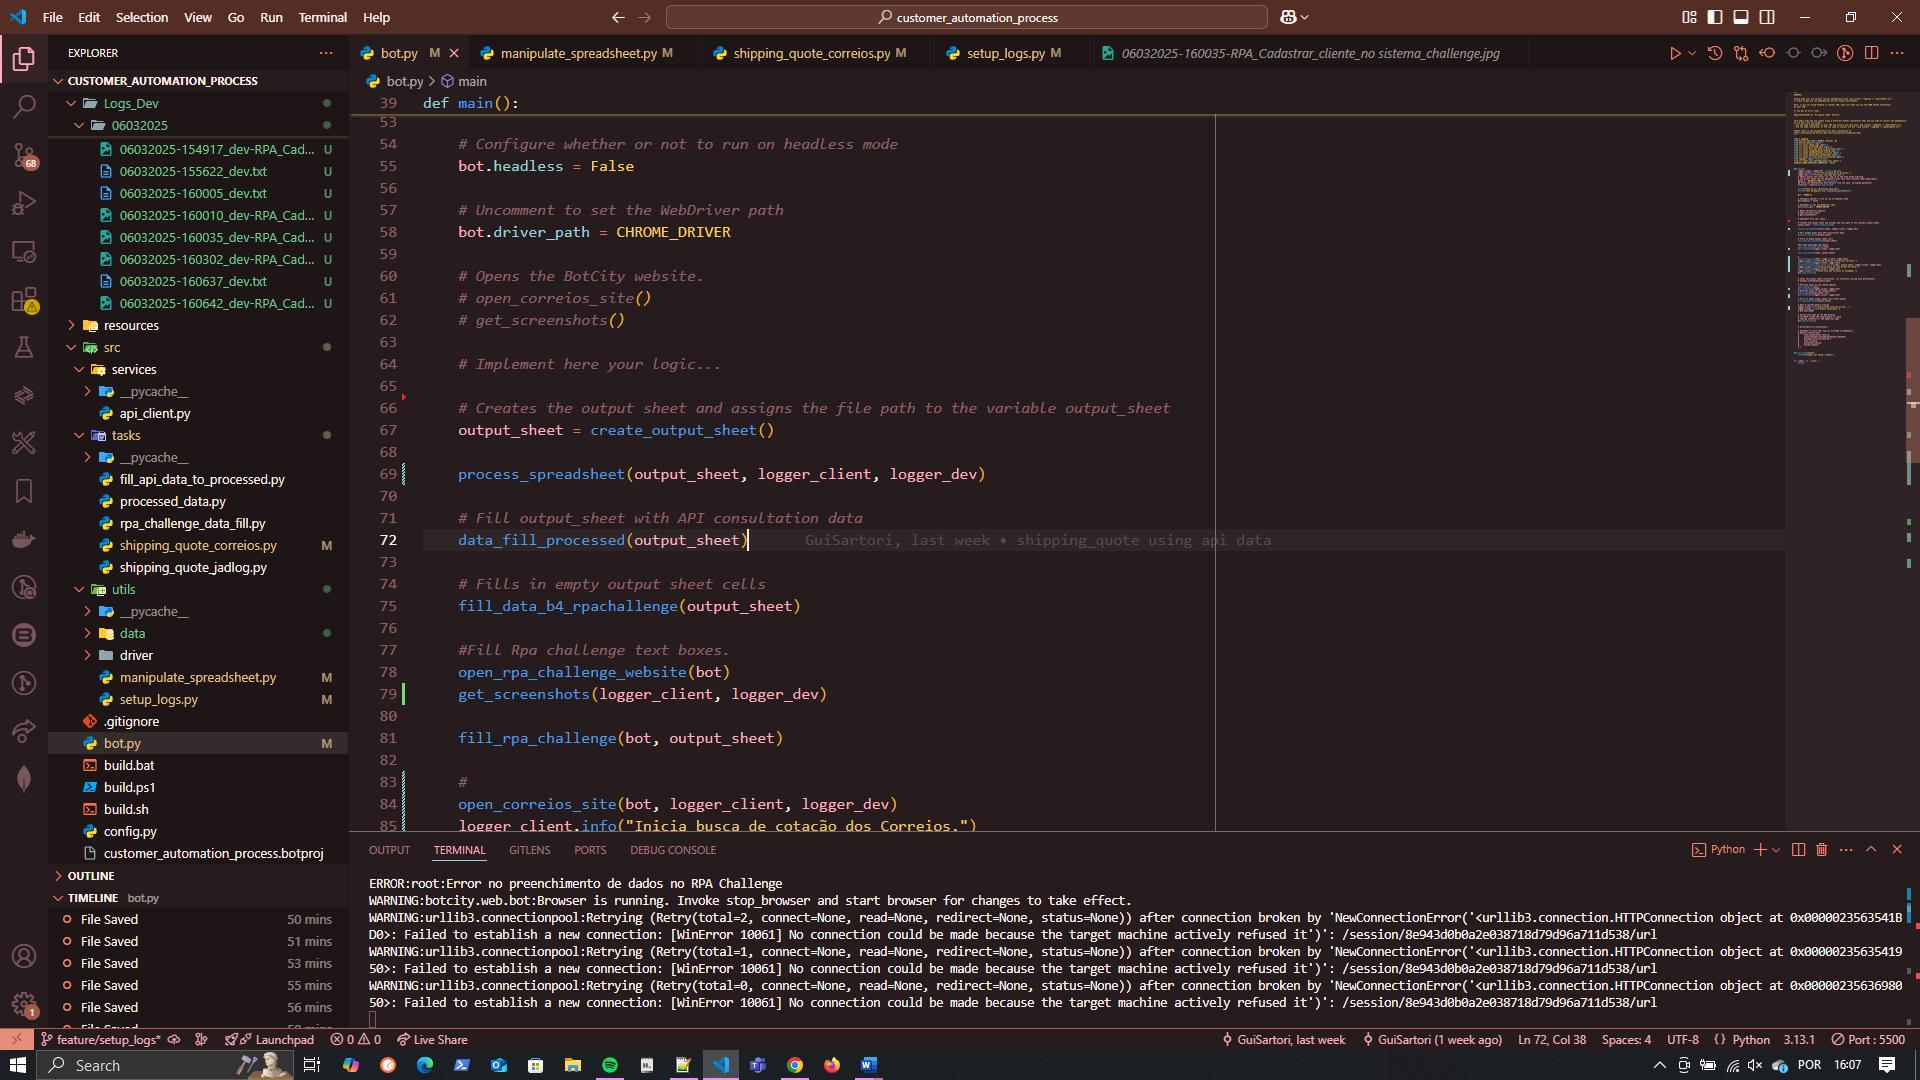 File Edit Selection View Go Run Terminal Help
customer_automation_process
EXPLORER
CUSTOMER_AUTOMATION_PROCESS
Logs_Dev
06032025
06032025-154917_dev-RPA_Cad... U
06032025-155622_dev.txt U
06032025-160005.txt U
06032025-160010_dev-RPA_Cad... U
06032025-160035_dev-RPA_Cad... U
06032025-160302_dev-RPA_Cad... U
06032025-160637_dev.txt U
06032025-160642_dev-RPA_Cad... U
resources
src
services
__pycache__
api_client.py
tasks
__pycache__
fill_api_data_to_processed.py
processed_data.py
rpa_challenge_data_fill.py
shipping_quote_correios.py M
shipping_quote_jadlog.py
utils
__pycache__
data
driver
manipulate_spreadsheet.py M
setup_logs.py M
.gitignore
bot.py M
build.bat
build.ps1
build.sh
config.py
customer_automation_process.botproj
OUTLINE
TIMELINE bot.py
File Saved 50 mins
File Saved 51 mins
File Saved 53 mins
File Saved 55 mins
File Saved 56 mins
68
1
bot.py M
manipulate_spreadsheet.py M
shipping_quote_correios.py M
setup_logs.py M
06032025-160035-RPA_Cadastrar_cliente_no sistema_challenge.jpg
bot.py > main
39 def main():
53
54 # Configure whether or not to run on headless mode
55 bot.headless = False
56
57 # Uncomment to set the WebDriver path
58 bot.driver_path = CHROME_DRIVER
59
60 # Opens the BotCity website.
61 # open_correios_site()
62 # get_screenshots()
63
64 # Implement here your logic...
65
66 # Creates the output sheet and assigns the file path to the variable output_sheet
67 output_sheet = create_output_sheet()
68
69 process_spreadsheet(output_sheet, logger_client, logger_dev)
70
71 # Fill output_sheet with API consultation data
72 data_fill_processed(output_sheet) GuiSartori, last week • shipping_quote using api data
73
74 # Fills in empty output sheet cells
75 fill_data_b4_rpachallenge(output_sheet)
76
77 #Fill Rpa challenge text boxes.
78 open_rpa_challenge_website(bot)
79 get_screenshots(logger_client, logger_dev)
80
81 fill_rpa_challenge(bot, output_sheet)
82
83 #
84 open_correios_site(bot, logger_client, logger_dev)
85 logger_client.info("Inicia busca de cotação dos Correios.")
OUTPUT TERMINAL GITLENS PORTS DEBUG CONSOLE
Python
ERROR:root:Error no preenchimento de dados no RPA Challenge
WARNING:botcity.web.bot:Browser is running. Invoke stop_browser and start browser for changes to take effect.
WARNING:urllib3.connectionpool:Retrying (Retry(total=2, connect=None, read=None, redirect=None, status=None)) after connection broken by 'NewConnectionError('<urllib3.connection.HTTPConnection object at 0x0000023563541B
D0>: Failed to establish a new connection: [WinError 10061] No connection could be made because the target machine actively refused it')': /session/8e943d0b0a2e038718d79d96a711d538/url
WARNING:urllib3.connectionpool:Retrying (Retry(total=1, connect=None, read=None, redirect=None, status=None)) after connection broken by 'NewConnectionError('<urllib3.connection.HTTPConnection object at 0x00000235635419
50>: Failed to establish a new connection: [WinError 10061] No connection could be made because the target machine actively refused it')': /session/8e943d0b0a2e038718d79d96a711d538/url
WARNING:urllib3.connectionpool:Retrying (Retry(total=0, connect=None, read=None, redirect=None, status=None)) after connection broken by 'NewConnectionError('<urllib3.connection.HTTPConnection object at 0x00000235636980
50>: Failed to establish a new connection: [WinError 10061] No connection could be made because the target machine actively refused it')': /session/8e943d0b0a2e038718d79d96a711d538/url
feature/setup_logs* Launchpad 0 0 Live Share GuiSartori, last week GuiSartori (1 week ago) Ln 72, Col 38 Spaces: 4 UTF-8 {} Python 3.13.1 Port : 5500
Search POR 16:07